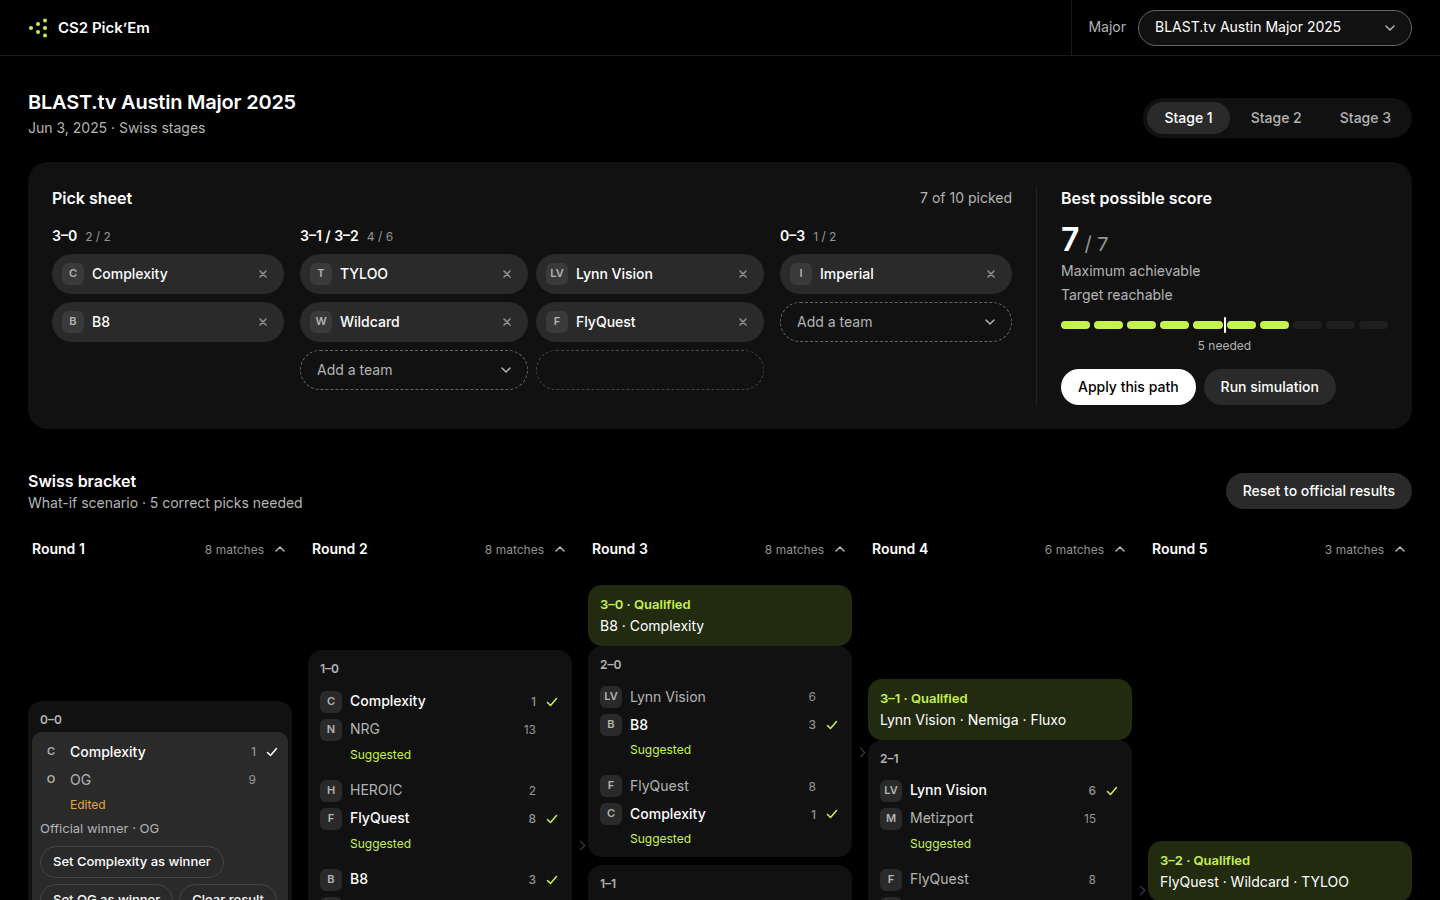 CS2 Pick'Em
Major
BLAST.tv Austin Major 2025
BLAST.tv Austin Major 2025
Jun 3, 2025 · Swiss stages
Stage 1
Stage 2
Stage 3
Pick sheet
7 of 10 picked
3–0 2 / 2
3–1 / 3–2 4 / 6
0–3 1 / 2
C Complexity
T TYLOO
LV Lynn Vision
I Imperial
B B8
W Wildcard
F FlyQuest
Add a team
Add a team
Best possible score
7 / 7
Maximum achievable
Target reachable
5 needed
Apply this path
Run simulation
Swiss bracket
What-if scenario · 5 correct picks needed
Reset to official results
Round 1 8 matches
Round 2 8 matches
Round 3 8 matches
Round 4 6 matches
Round 5 3 matches
0–0
C Complexity 1
O OG 9
Edited
Official winner · OG
Set Complexity as winner
Set OG as winner
Clear result
1–0
C Complexity 1
N NRG 13
Suggested
H HEROIC 2
F FlyQuest 8
Suggested
B B8 3
3–0 · Qualified
B8 · Complexity
2–0
LV Lynn Vision 6
B B8 3
Suggested
F FlyQuest 8
C Complexity 1
Suggested
1–1
3–1 · Qualified
Lynn Vision · Nemiga · Fluxo
2–1
LV Lynn Vision 6
M Metizport 15
Suggested
F FlyQuest 8
3–2 · Qualified
FlyQuest · Wildcard · TYLOO